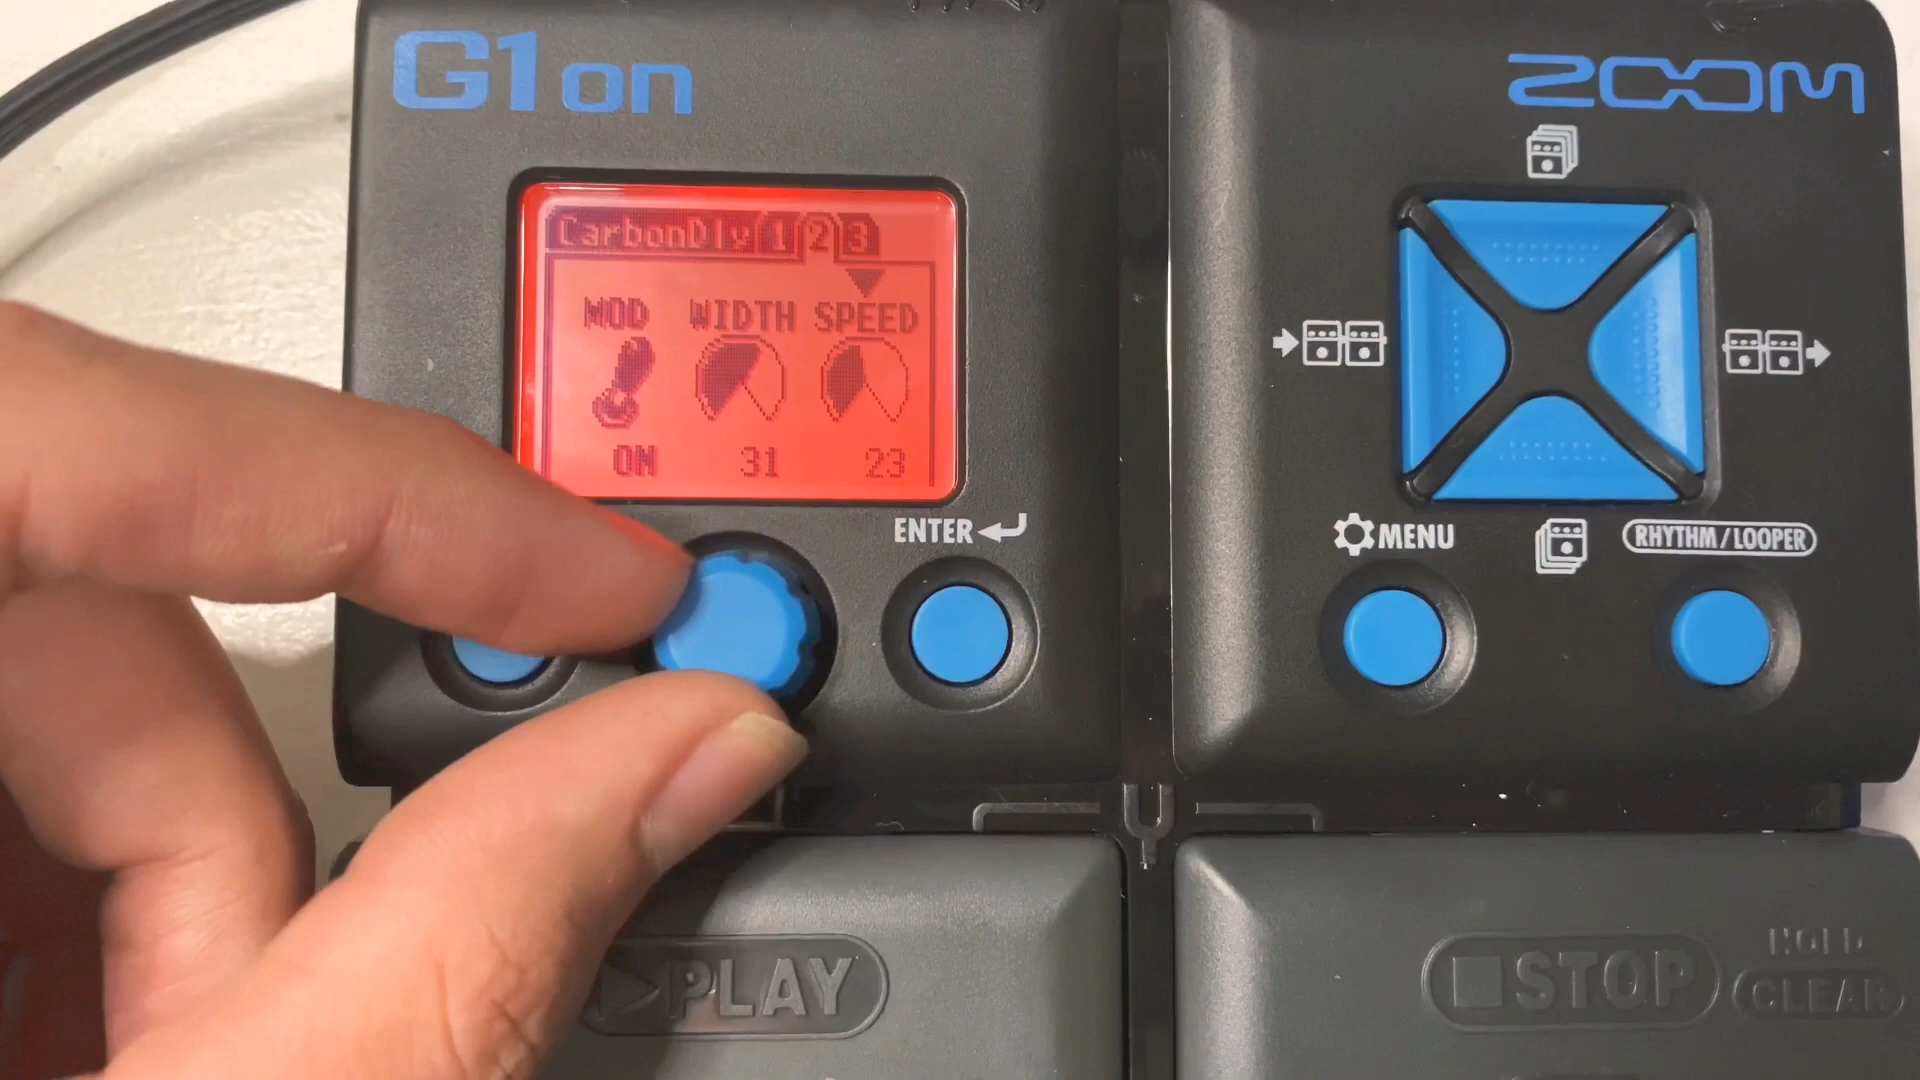 G1on
ZOOM
CarbonDly 1 2 3
MOD WIDTH SPEED
ON 31 23
ENTER
MENU
RHYTHM/LOOPER
PLAY
STOP
HOLD
CLEAR